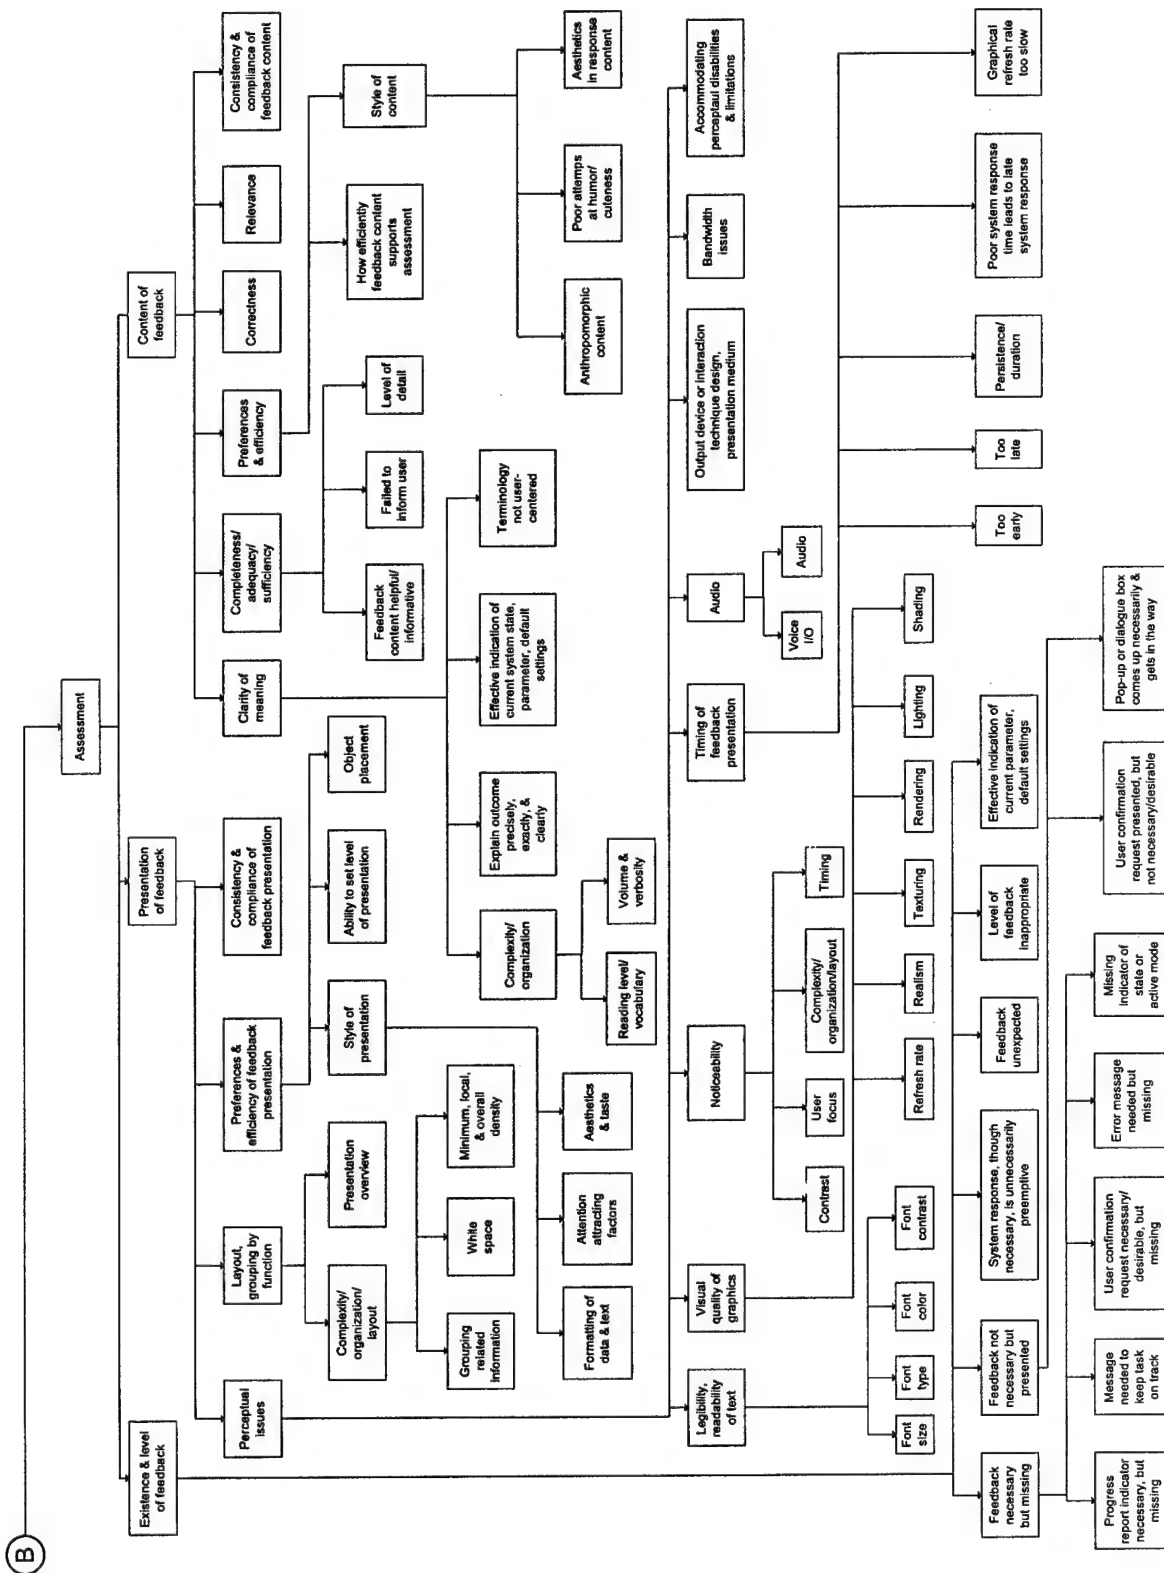 B
Assessment
Existence & level
of feedback
Presentation
of feedback
Content of
feedback
Perceptual
issues
Layout,
grouping by
function
Preferences &
efficiency of feedback
presentation
Consistency &
compliance of
feedback presentation
Clarity of
meaning
Completeness/
adequacy/
sufficiency
Preferences
& efficiency
Correctness
Relevance
Consistency &
compliance of
feedback content
Complexity/
organization/
layout
Presentation
overview
Style of
presentation
Ability to set level
of presentation
Object
placement
Feedback
content helpful/
informative
Failed to
inform user
Level of
detail
How efficiently
feedback content
supports
assessment
Style of
content
Grouping
related
information
White
space
Minimum, local,
& overall
density
Complexity/
organization
Explain outcome
precisely,
exactly, &
clearly
Effective indication of
current system state,
parameter, default
settings
Terminology
not user-
centered
Formatting of
data & text
Attention
attracting
factors
Aesthetics
& taste
Reading level/
vocabulary
Volume &
verbosity
Anthropomorphic
content
Poor attemps
at humor/
cuteness
Aesthetics
in response
content
Legibility,
readability
of text
Visual
quality of
graphics
Noticeability
Timing of
feedback
presentation
Audio
Output device or interaction
technique design,
presentation medium
Bandwidth
issues
Accommodating
perceptaul disabilities
& limitations
Voice
I/O
Audio
Contrast
User
focus
Complexity/
organization/layout
Timing
Font
size
Font
type
Font
color
Font
contrast
Refresh rate
Realism
Texturing
Rendering
Lighting
Shading
Feedback
necessary
but missing
Feedback not
necessary but
presented
System response, though
necessary, is unnecessarily
preemptive
Feedback
unexpected
Level of
feedback
inappropriate
Effective indication of
current parameter,
default settings
Too
early
Too
late
Persistence/
duration
Poor system response
time leads to late
system response
Graphical
refresh rate
too slow
Progress
report indicator
necessary, but
missing
Message
needed to
keep task
on track
User confirmation
request necessary/
desirable, but
missing
Error message
needed but
missing
Missing
indicator of
state or
active mode
User confirmation
request presented, but
not necessary/desirable
Pop-up or dialogue box
comes up necessarily &
gets in the way